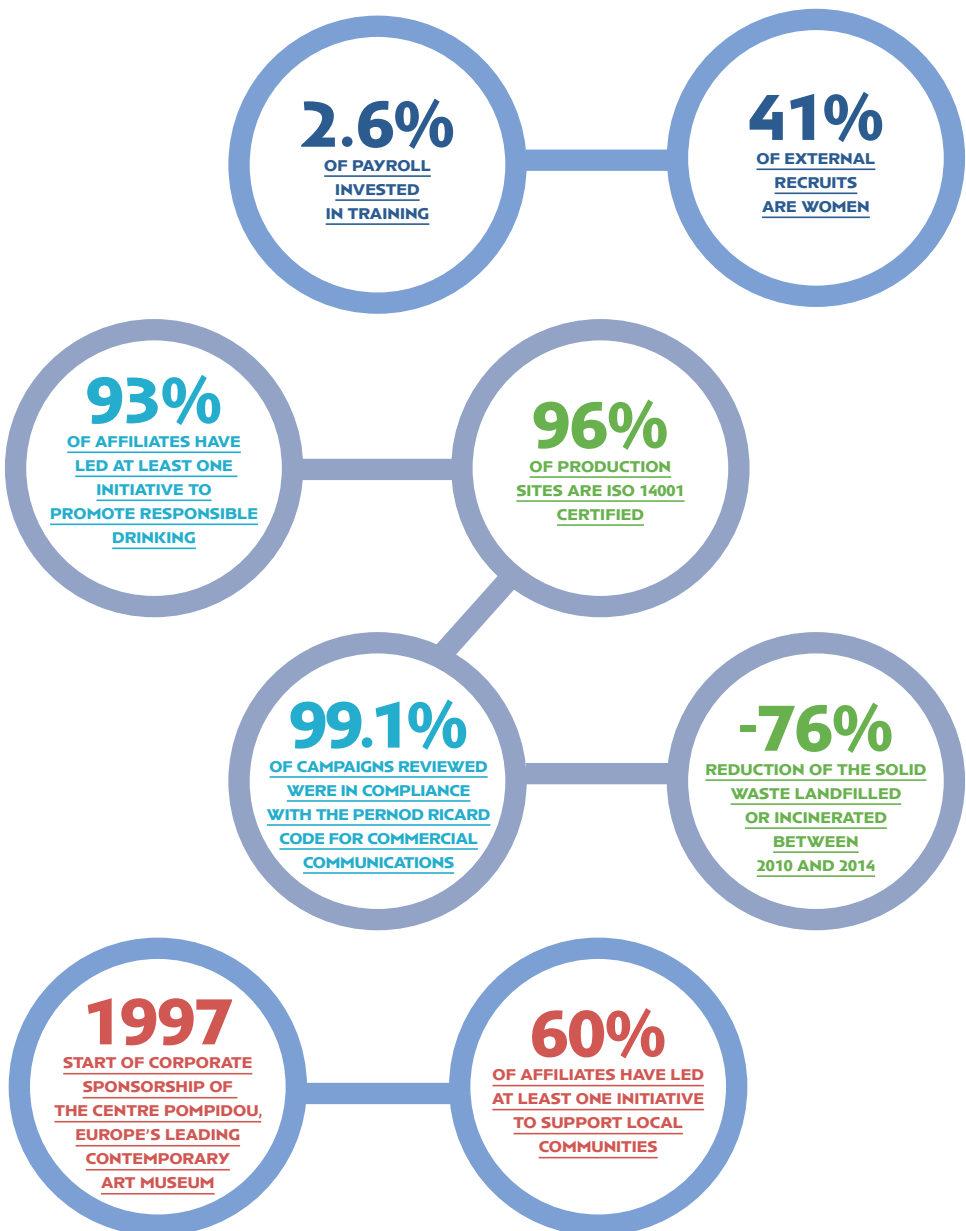 2.6%
OF PAYROLL
INVESTED
IN TRAINING
41%
OF EXTERNAL
RECRUITS
ARE WOMEN
93%
OF AFFILIATES HAVE
LED AT LEAST ONE
INITIATIVE TO
PROMOTE RESPONSIBLE
DRINKING
96%
OF PRODUCTION
SITES ARE ISO 14001
CERTIFIED
99.1%
OF CAMPAIGNS REVIEWED
WERE IN COMPLIANCE
WITH THE PERNOD RICARD
CODE FOR COMMERCIAL
COMMUNICATIONS
-76%
REDUCTION OF THE SOLID
WASTE LANDFILLED
OR INCINERATED
BETWEEN
2010 AND 2014
1997
START OF CORPORATE
SPONSORSHIP OF
THE CENTRE POMPIDOU,
EUROPE'S LEADING
CONTEMPORARY
ART MUSEUM
60%
OF AFFILIATES HAVE LED
AT LEAST ONE INITIATIVE
TO SUPPORT LOCAL
COMMUNITIES